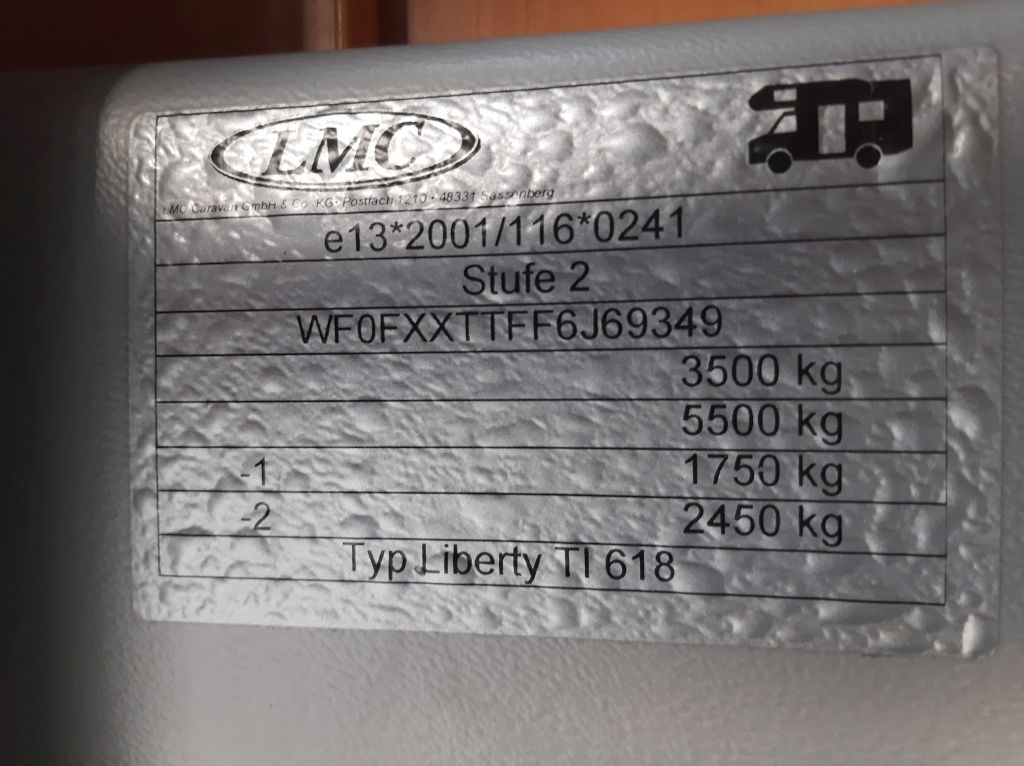 LMC
LMC Caravan GmbH & Co. KG· Postfach 1210 · 48331 Sassenberg
e13*2001/116*0241
Stufe 2
WF0FXXTTFF6J69349
3500 kg
5500 kg
-1 1750 kg
-2 2450 kg
Typ Liberty TI 618